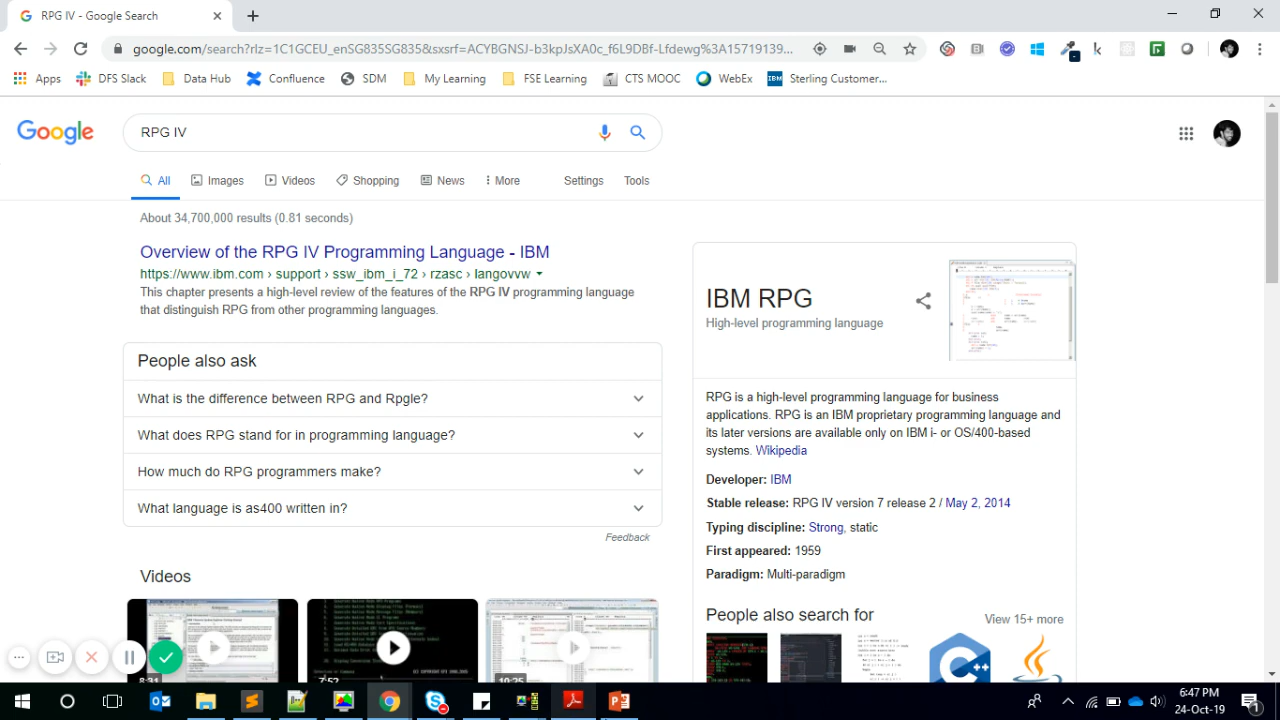 RPG IV - Google Search
google.com/search?rlz=1C1GCEU_enSG835SG835&sxsrf=ACYBGNSJ-b3kpJsXA0c_f6L9DBf-Lfdewg%3A15719139...
Apps
DFS Slack
Data Hub
Confluence
SDM
My Learning
FSE Learning
CTS MOOC
WebEx
IBM
Sterling Customer...
Google
RPG IV
All
Images
Videos
Shopping
News
More
Settings
Tools
About 34,700,000 results (0.81 seconds)
Overview of the RPG IV Programming Language - IBM
https://www.ibm.com › support › ssw_ibm_i_72 › rzasc › langovvw
This chapter presents a high-level review of the features of the RPG IV programming language
that distinguish RPG from other programming languages.
People also ask
What is the difference between RPG and Rpgle?
What does RPG stand for in programming language?
How much do RPG programmers make?
What language is as400 written in?
Feedback
Videos
7:52
10:25
IBM RPG
High-level programming language
RPG is a high-level programming language for business
applications. RPG is an IBM proprietary programming language and
its later versions are available only on IBM i- or OS/400-based
systems. Wikipedia
Developer: IBM
Stable release: RPG IV version 7 release 2 / May 2, 2014
Typing discipline: Strong, static
First appeared: 1959
Paradigm: Multi-paradigm
People also search for
View 15+ more
C++
6:47 PM
24-Oct-19